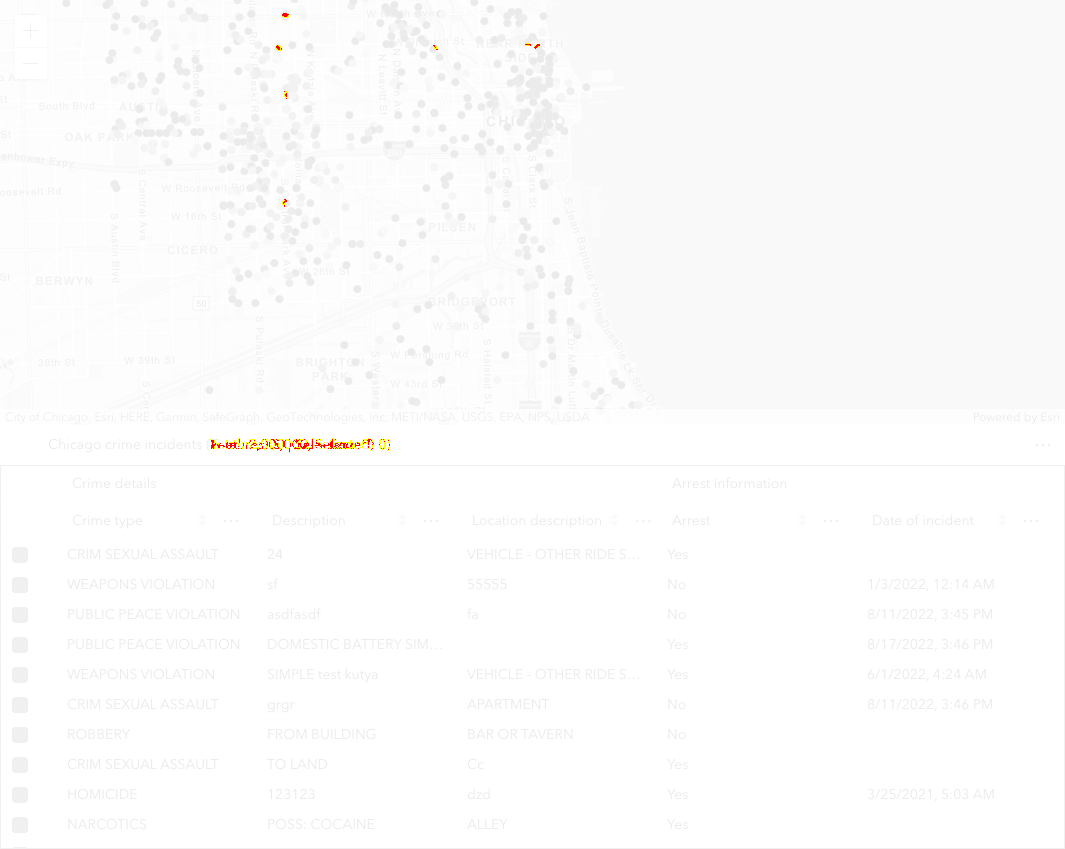 +
W Roosevelt Rd
South Blvd
AUSTIN
CHICAGO
OAK PARK
Eisenhower Expy
Roosevelt Rd
W Roosevelt Rd
W 16th St
S Central Ave
S Austin Blvd
PILSEN
CICERO
W 26th St
BERWYN
50
BRIDGEPORT
W 35th St
W 39th St
BRIGHTON
PARK
W Pershing Rd
W 43rd St
S Pulaski Rd
S Halsted St
City of Chicago, Esri, HERE, Garmin, SafeGraph, GeoTechnologies, Inc, METI/NASA, USGS, EPA, NPS, USDA
Powered by Esri
Chicago crime incidents
Crime details Arrest information
Crime type Description Location description Arrest Date of incident
CRIM SEXUAL ASSAULT 24 VEHICLE - OTHER RIDE S... Yes
WEAPONS VIOLATION sf 55555 No 1/3/2022, 12:14 AM
PUBLIC PEACE VIOLATION asdfasdf fa No 8/11/2022, 3:45 PM
PUBLIC PEACE VIOLATION DOMESTIC BATTERY SIM... Yes 8/17/2022, 3:46 PM
WEAPONS VIOLATION SIMPLE test kutya VEHICLE - OTHER RIDE S... Yes 6/1/2022, 4:24 AM
CRIM SEXUAL ASSAULT grgr APARTMENT No 8/11/2022, 3:46 PM
ROBBERY FROM BUILDING BAR OR TAVERN No
CRIM SEXUAL ASSAULT TO LAND Cc Yes
HOMICIDE 123123 dzd Yes 3/25/2021, 5:03 AM
NARCOTICS POSS: COCAINE ALLEY Yes